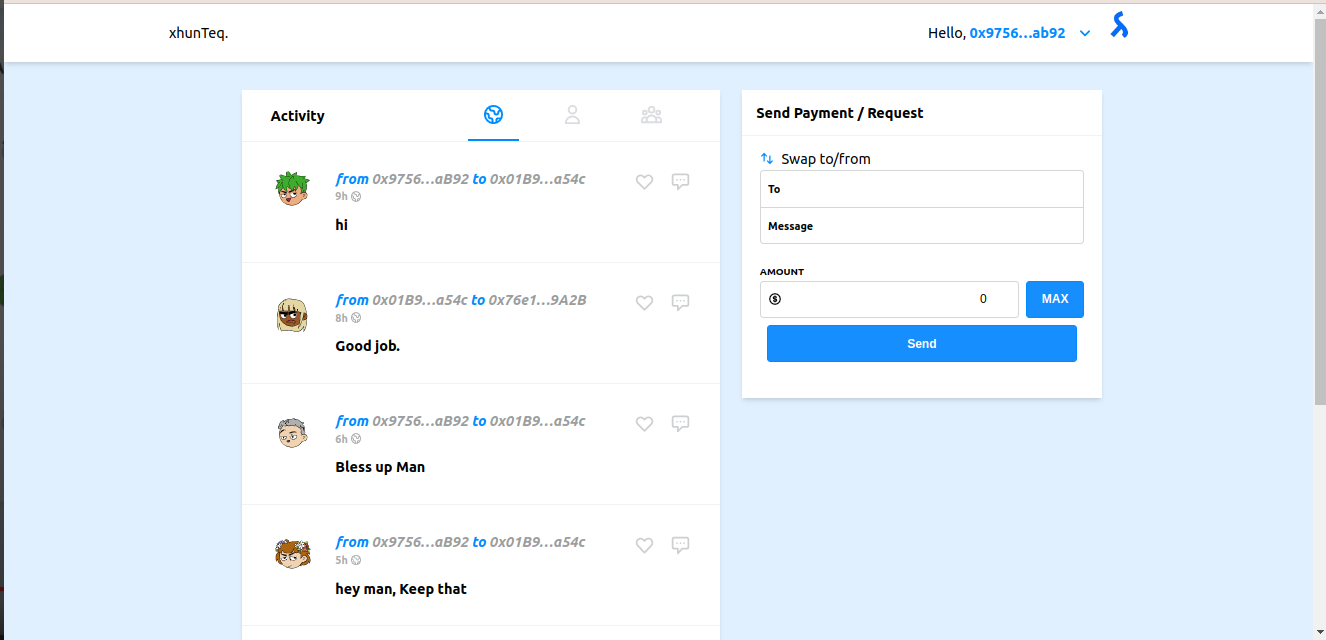 xhunTeq.
Hello, 0x9756...ab92
Activity
from 0x9756...aB92 to 0x01B9...a54c
9h
hi
from 0x01B9...a54c to 0x76e1...9A2B
8h
Good job.
from 0x9756...aB92 to 0x01B9...a54c
6h
Bless up Man
from 0x9756...aB92 to 0x01B9...a54c
5h
hey man, Keep that
Send Payment / Request
Swap to/from
To
Message
AMOUNT
0 MAX
Send